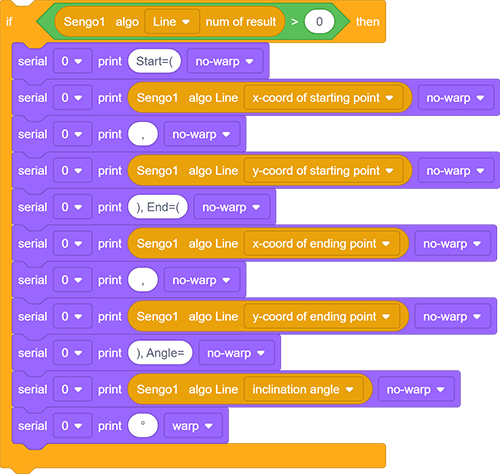 if Sengo1 algo Line num of result > 0 then
serial 0 print Start=( no-warp
serial 0 print Sengo1 algo Line x-coord of starting point no-warp
serial 0 print , no-warp
serial 0 print Sengo1 algo Line y-coord of starting point no-warp
serial 0 print ), End=( no-warp
serial 0 print Sengo1 algo Line x-coord of ending point no-warp
serial 0 print , no-warp
serial 0 print Sengo1 algo Line y-coord of ending point no-warp
serial 0 print ), Angle= no-warp
serial 0 print Sengo1 algo Line inclination angle no-warp
serial 0 print ° warp